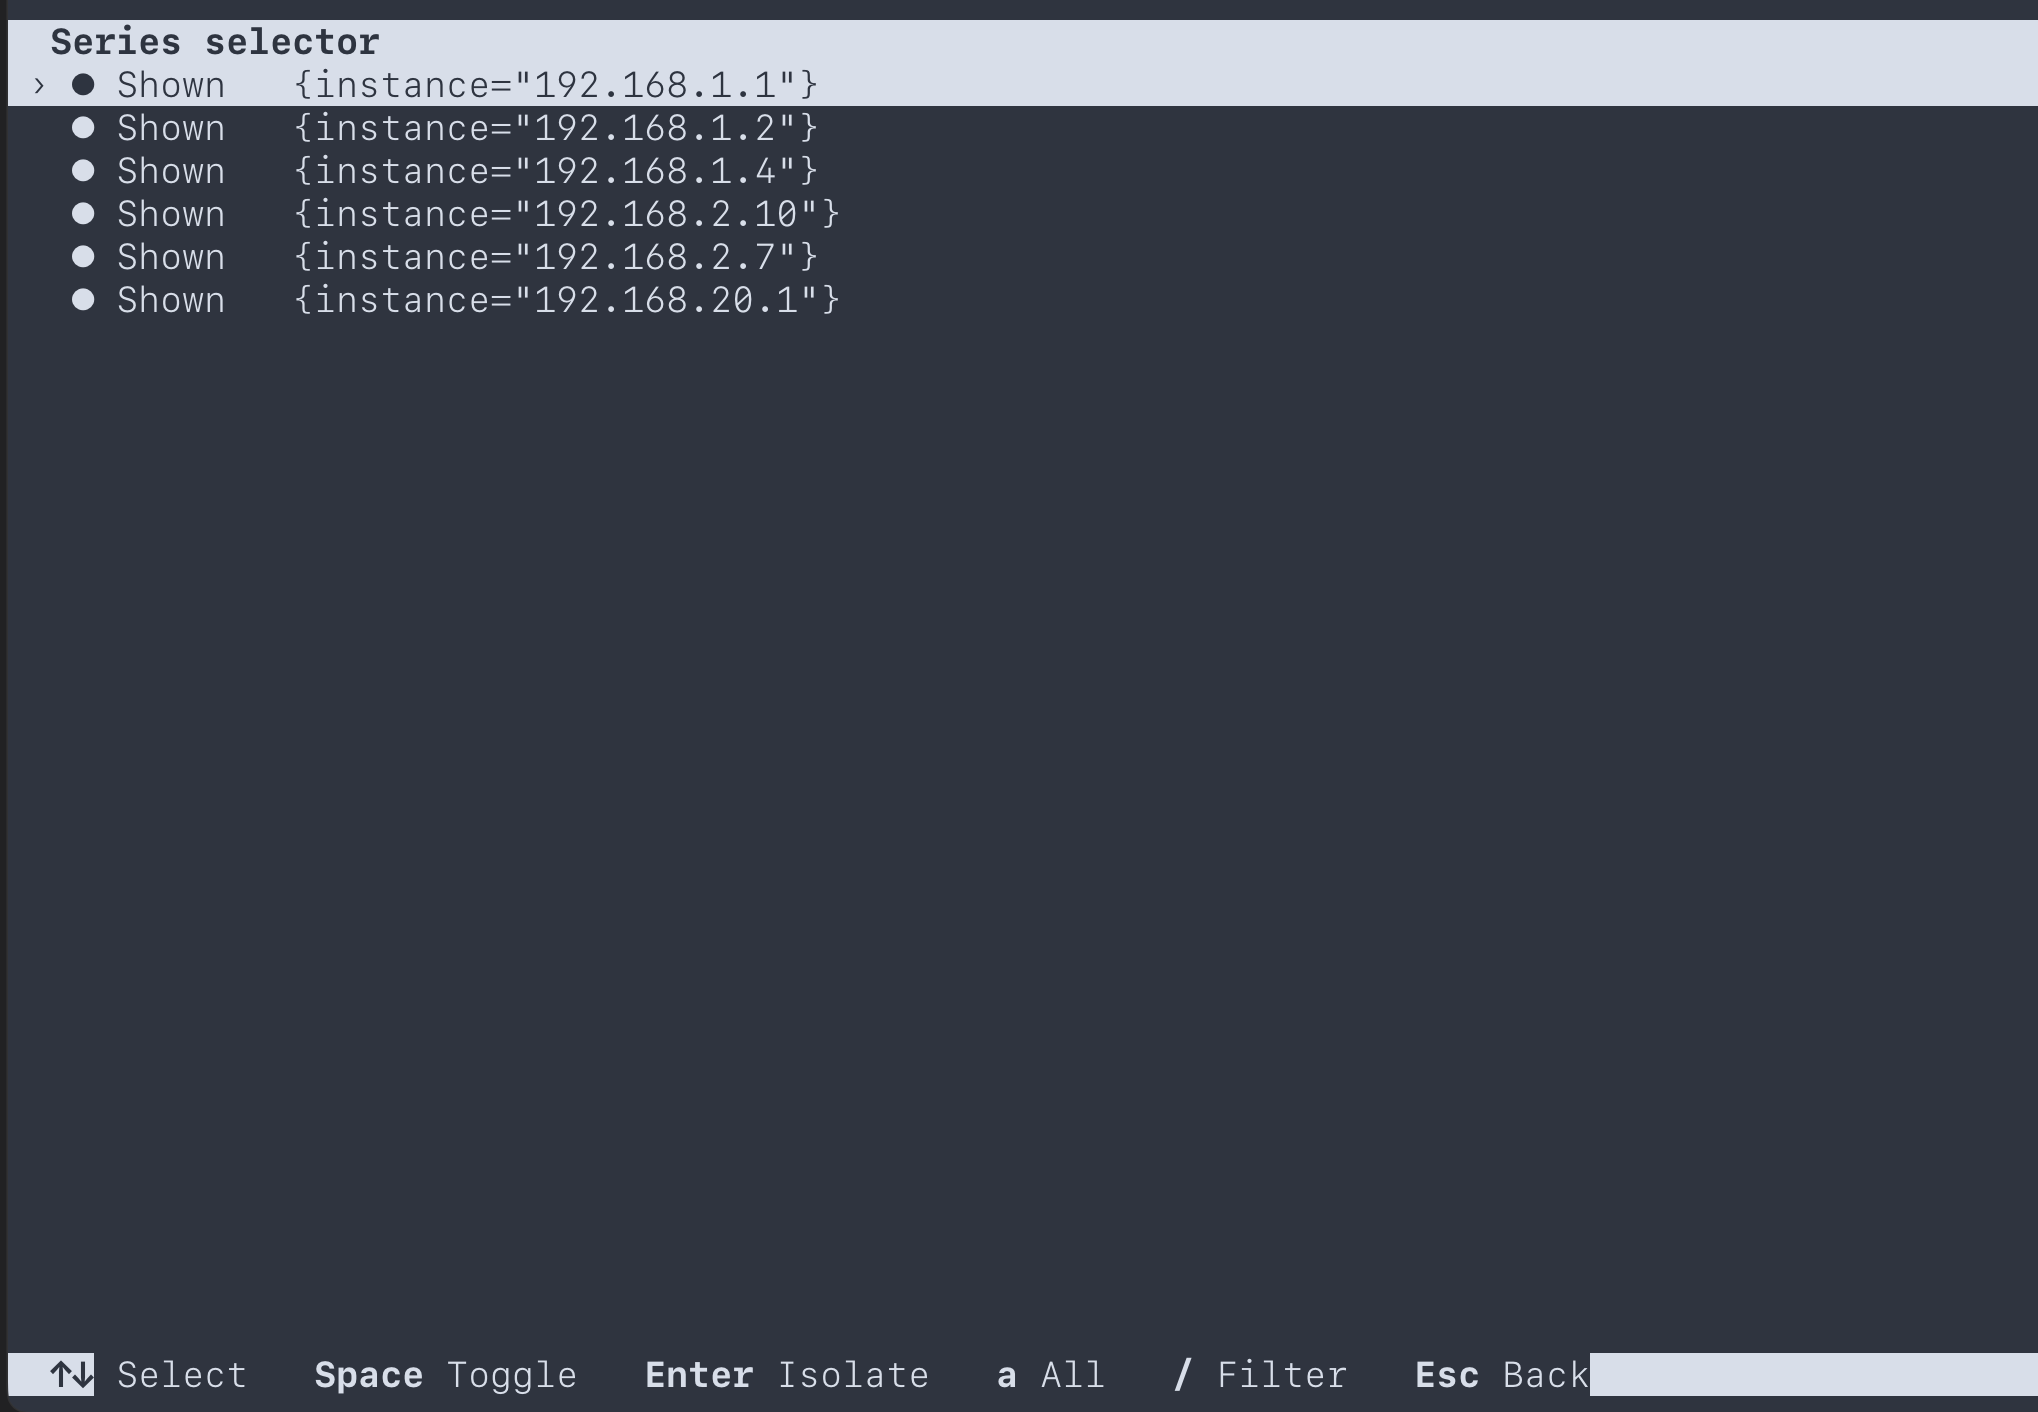 Series selector
› ● Shown {instance="192.168.1.1"}
● Shown {instance="192.168.1.2"}
● Shown {instance="192.168.1.4"}
● Shown {instance="192.168.2.10"}
● Shown {instance="192.168.2.7"}
● Shown {instance="192.168.20.1"}
↑↓ Select Space Toggle Enter Isolate a All / Filter Esc Back